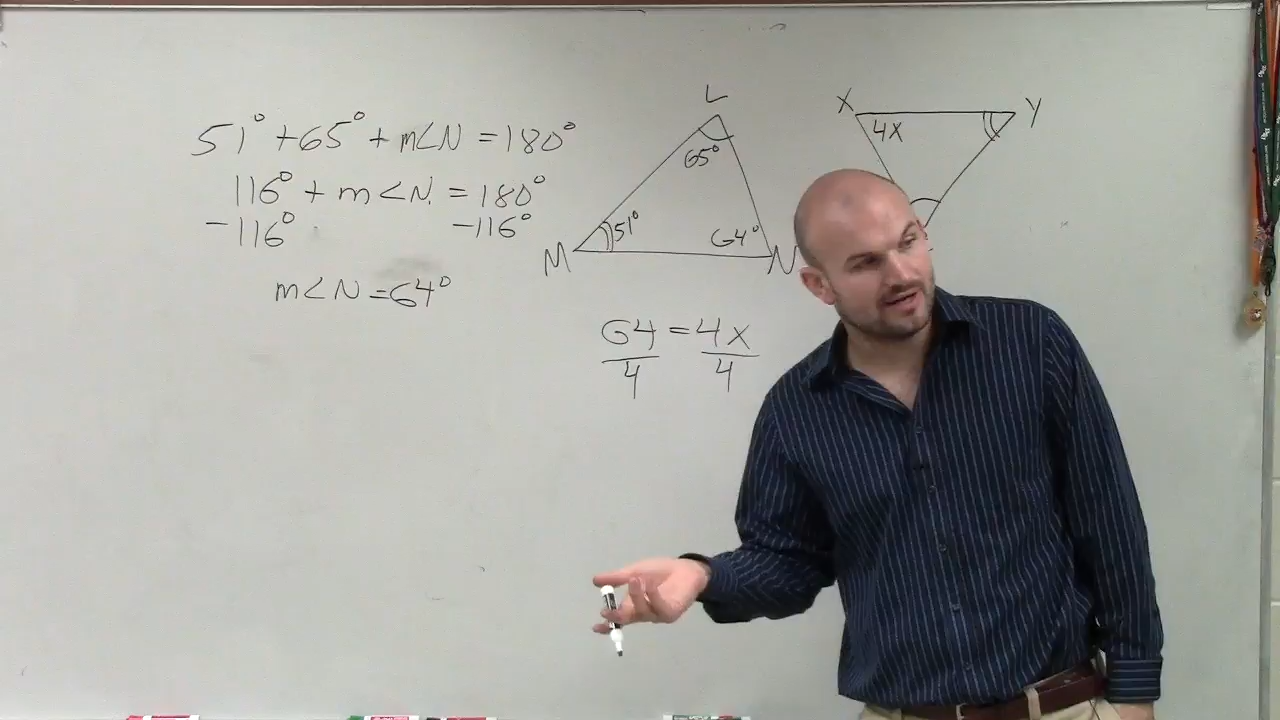 51° + 65° + m∠N = 180°
116° + m∠N = 180°
-116° -116°
m∠N = 64°
L
65°
M
51°
64°
N
X
Y
4X
64 = 4x
4 4